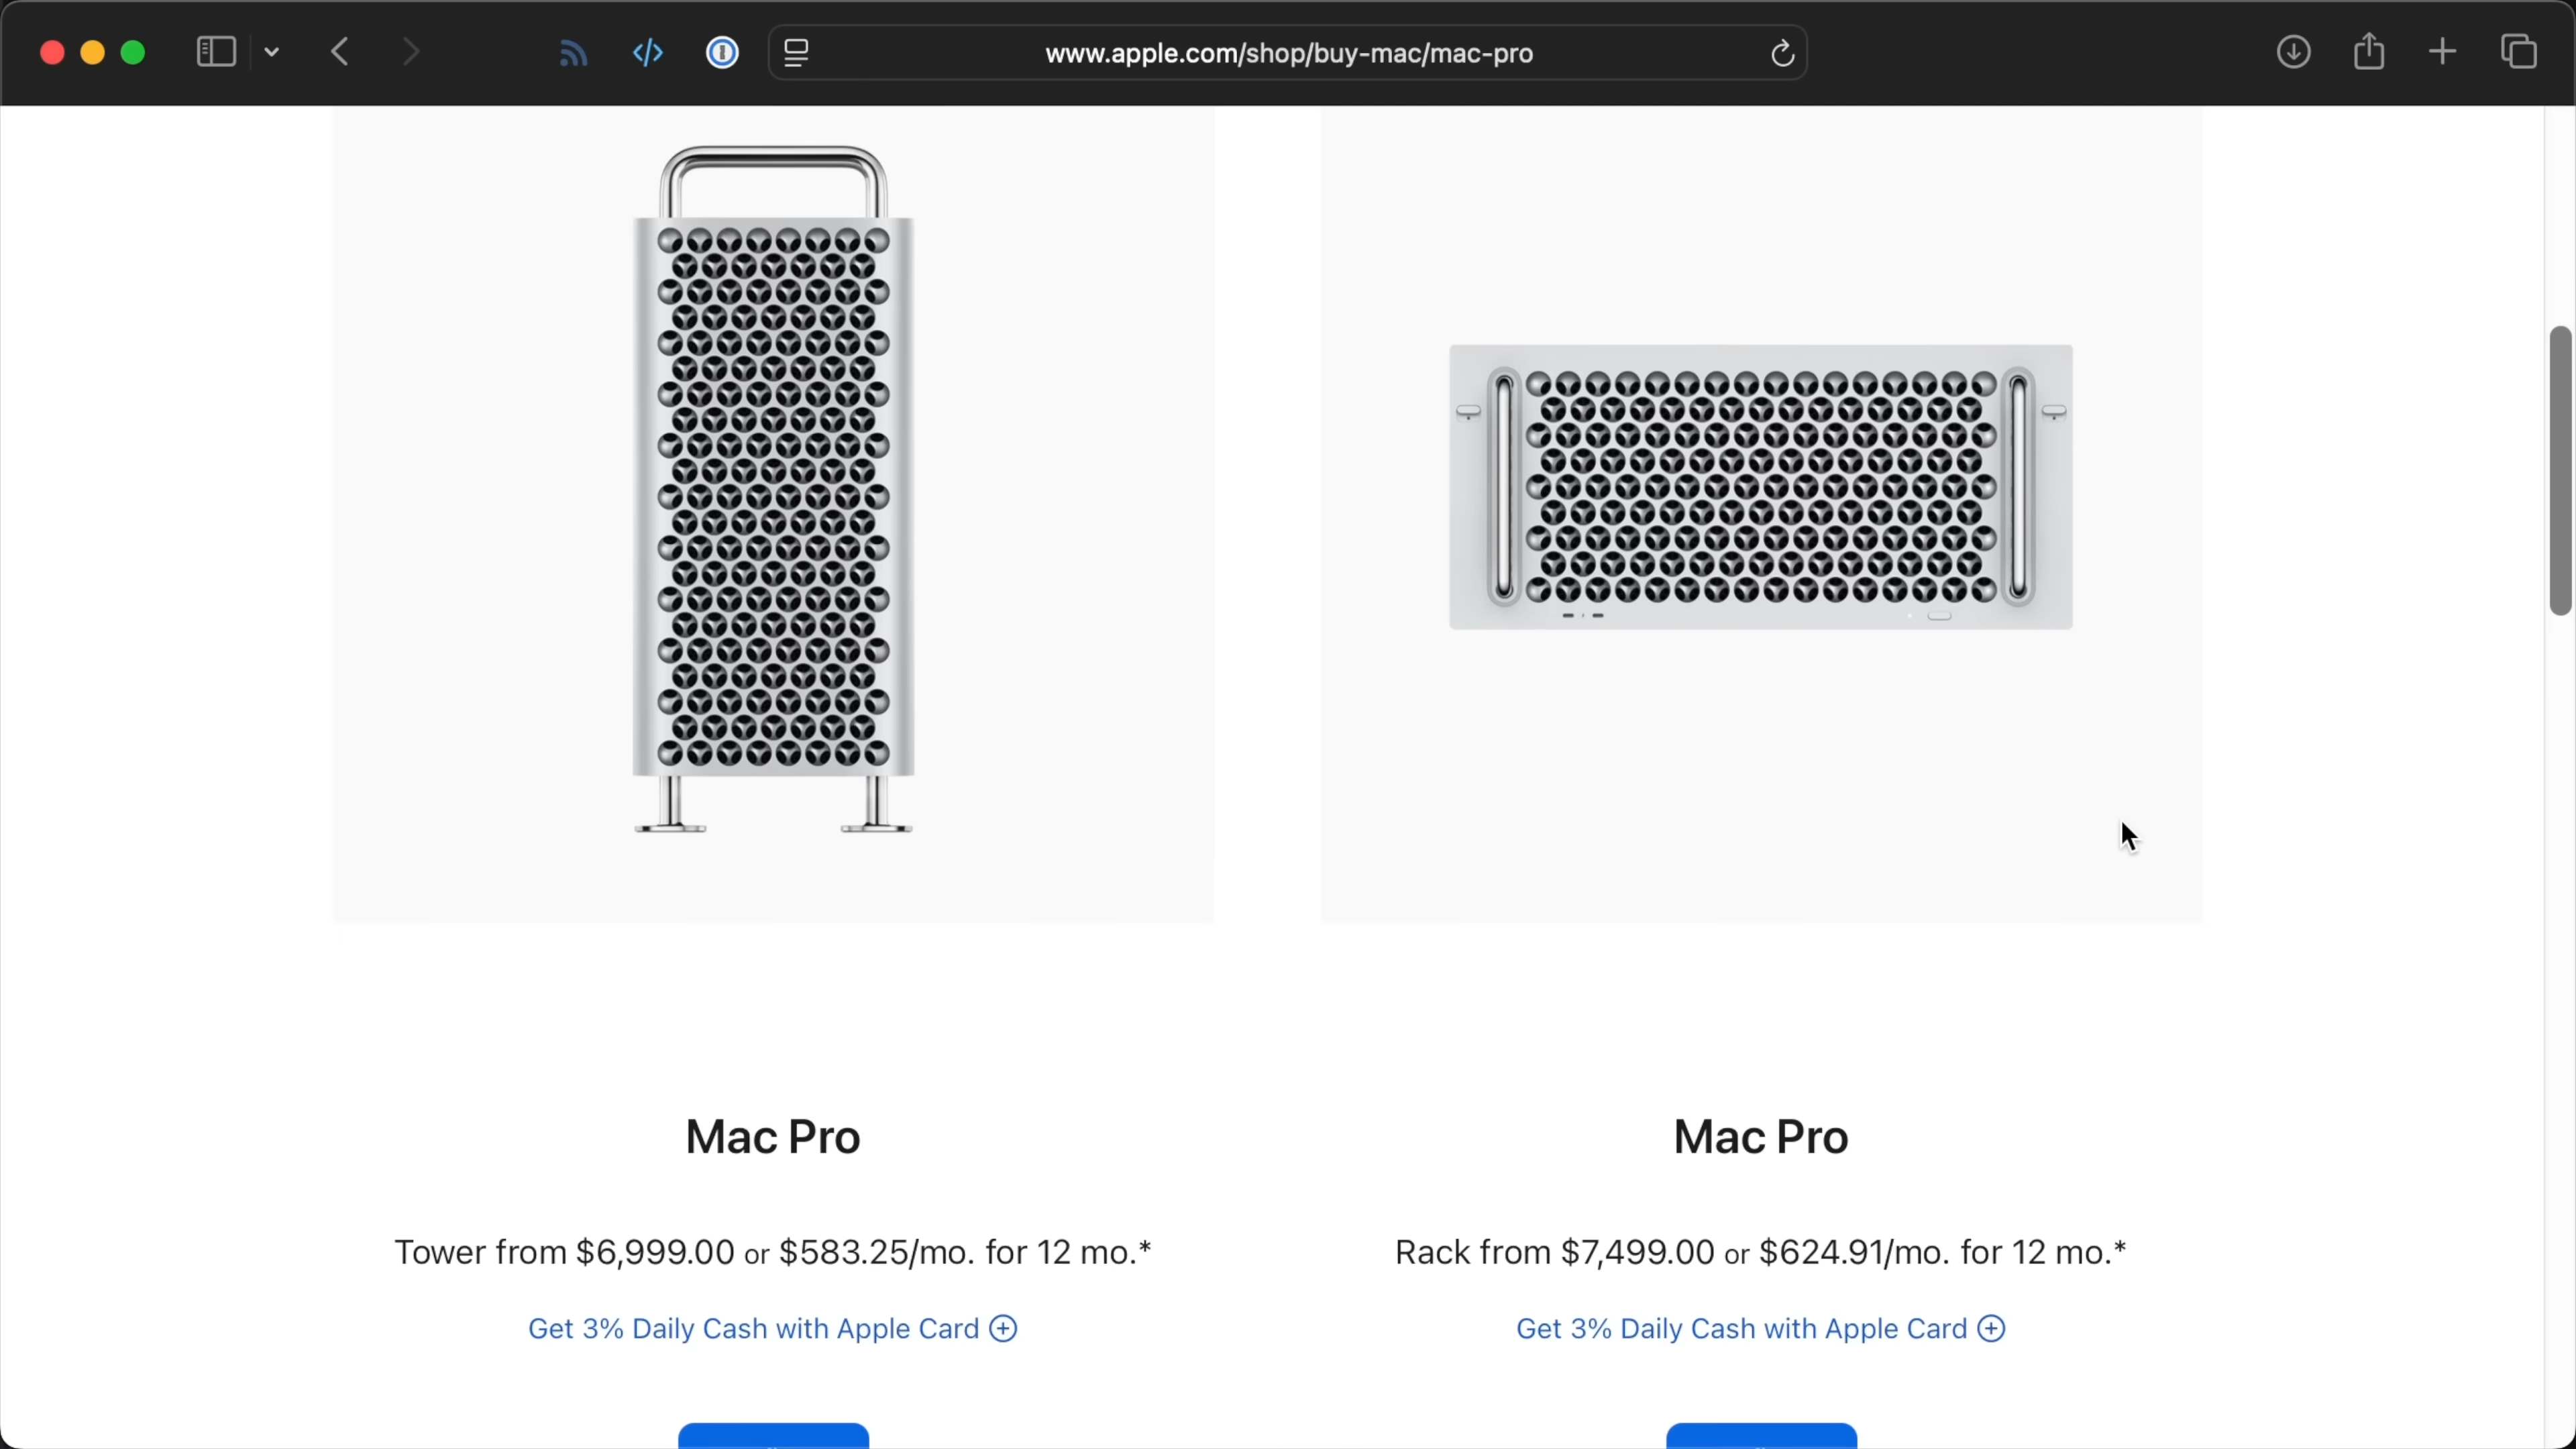 www.apple.com/shop/buy-mac/mac-pro
Mac Pro
Tower from $6,999.00 or $583.25/mo. for 12 mo.*
Get 3% Daily Cash with Apple Card
Mac Pro
Rack from $7,499.00 or $624.91/mo. for 12 mo.*
Get 3% Daily Cash with Apple Card